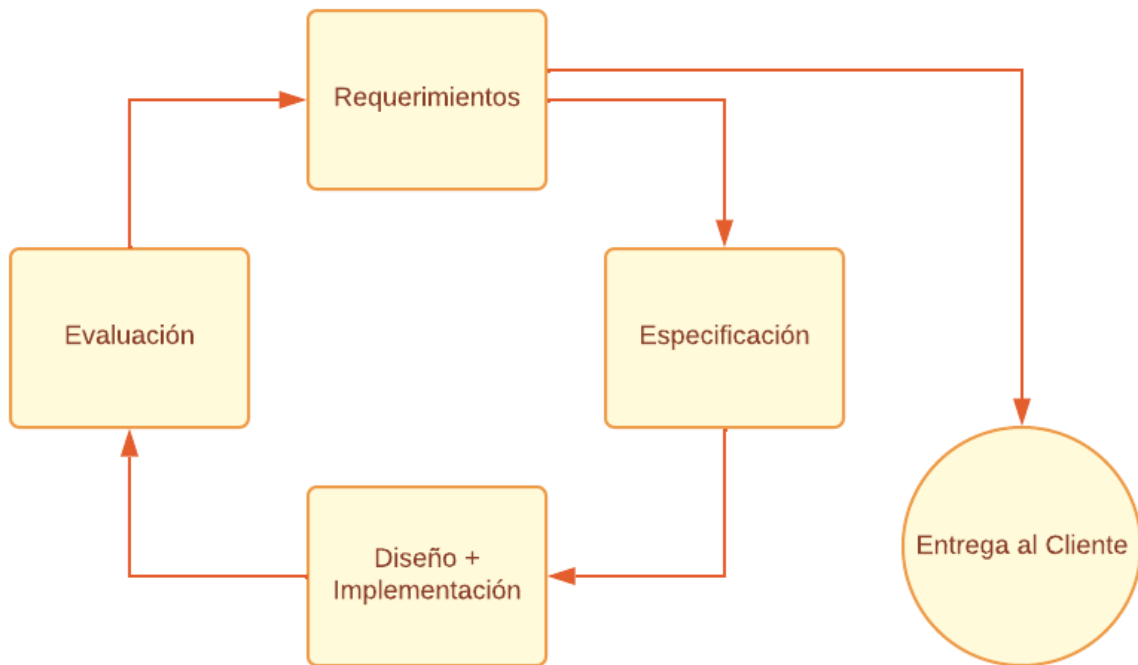 Requerimientos
Evaluación
Especificación
Diseño +
Implementación
Entrega al Cliente